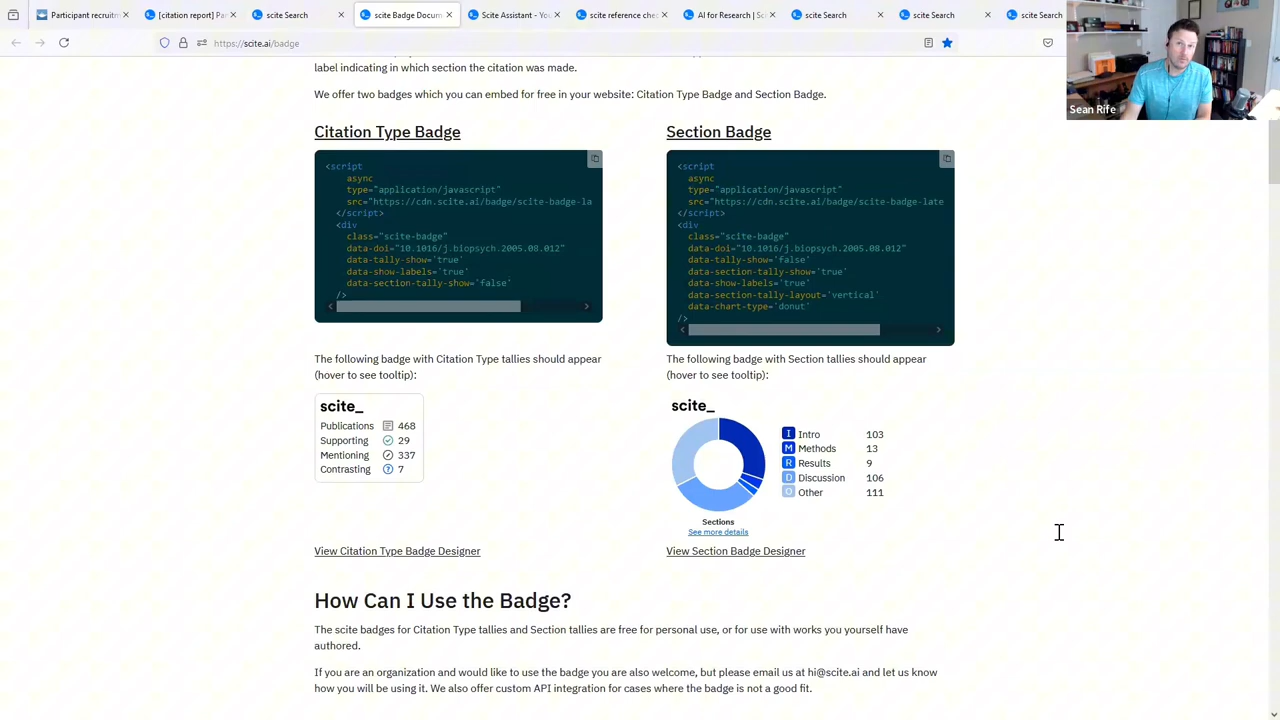 Participant recruitm
[citation report] Par
scite Search
scite Badge Docum
Scite Assistant - Yo
scite reference che
AI for Research | Sc
scite Search
scite Search
scite Search
https://scite.ai/badge
Sean Rife
label indicating in which section the citation was made.
We offer two badges which you can embed for free in your website: Citation Type Badge and Section Badge.
Citation Type Badge
<script
async
type="application/javascript"
src="https://cdn.scite.ai/badge/scite-badge-la
</script>
<div
class="scite-badge"
data-doi="10.1016/j.biopsych.2005.08.012"
data-tally-show='true'
data-show-labels='true'
data-section-tally-show='false'
/>
The following badge with Citation Type tallies should appear
(hover to see tooltip):
scite_
Publications 468
Supporting 29
Mentioning 337
Contrasting ? 7
View Citation Type Badge Designer
Section Badge
<script
async
type="application/javascript"
src="https://cdn.scite.ai/badge/scite-badge-late
</script>
<div
class="scite-badge"
data-doi="10.1016/j.biopsych.2005.08.012"
data-tally-show='false'
data-section-tally-show='true'
data-show-labels='true'
data-section-tally-layout='vertical'
data-chart-type='donut'
/>
The following badge with Section tallies should appear
(hover to see tooltip):
scite_
I Intro 103
M Methods 13
R Results 9
D Discussion 106
O Other 111
Sections
See more details
View Section Badge Designer
How Can I Use the Badge?
The scite badges for Citation Type tallies and Section tallies are free for personal use, or for use with works you yourself have
authored.
If you are an organization and would like to use the badge you are also welcome, but please email us at hi@scite.ai and let us know
how you will be using it. We also offer custom API integration for cases where the badge is not a good fit.